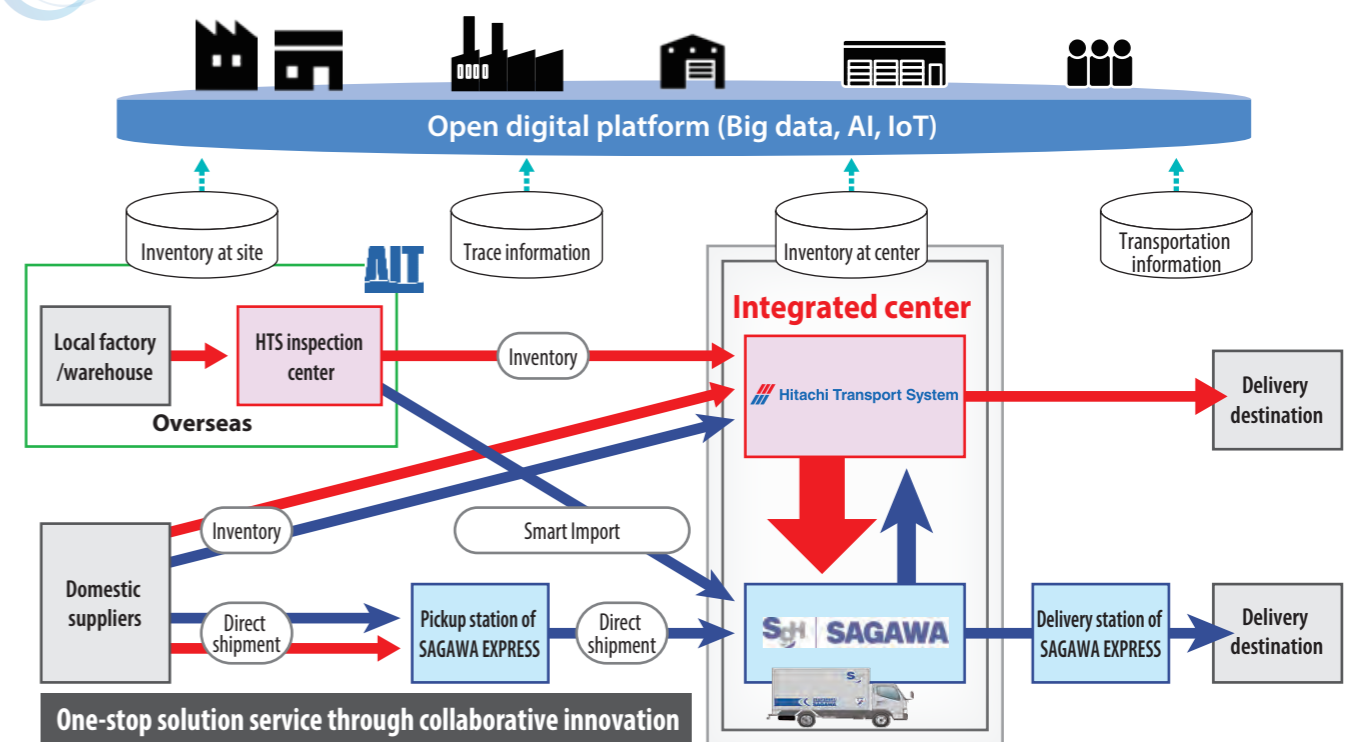 Open digital platform (Big data, AI, IoT)
Inventory at site
Trace information
Inventory at center
Transportation
information
AIT
Integrated center
Local factory
/warehouse
HTS inspection
center
Inventory
Hitachi Transport System
Delivery
destination
Overseas
Inventory
Smart Import
Domestic
suppliers
Direct
shipment
Pickup station of
SAGAWA EXPRESS
Direct
shipment
SGH SAGAWA
Delivery station of
SAGAWA EXPRESS
Delivery
destination
One-stop solution service through collaborative innovation